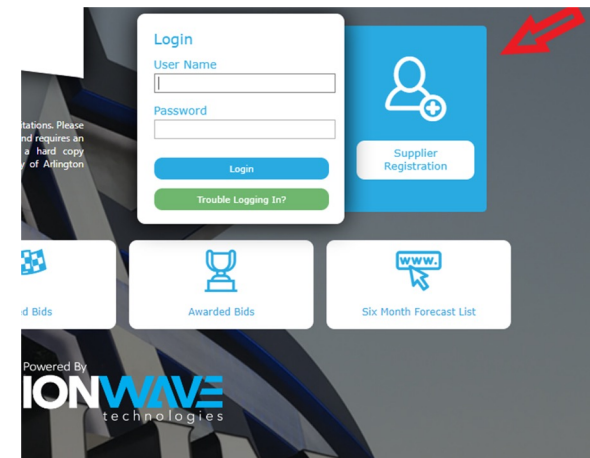 Login
User Name
Password
Login
Trouble Logging In?
Supplier
Registration
tations. Please
nd requires an
a hard copy
of Arlington
Bids
Awarded Bids
www.
Six Month Forecast List
Powered By
IONWAVE
technologies